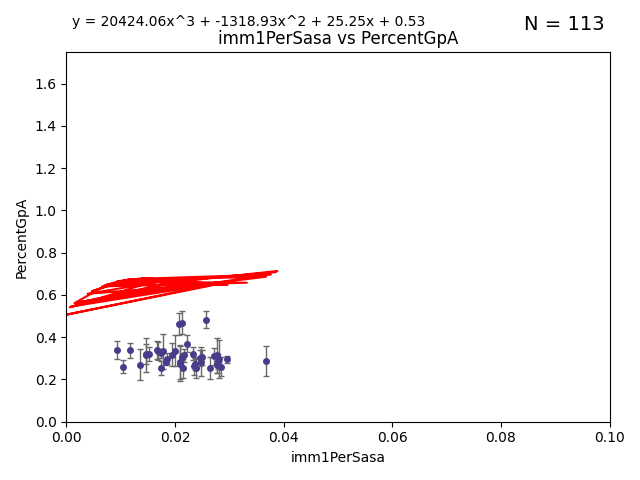 y = 20424.06x^3 + -1318.93x^2 + 25.25x + 0.53
N = 113
imm1PerSasa vs PercentGpA
PercentGpA
1.6
1.4
1.2
1.0
0.8
0.6
0.4
0.2
0.0
0.00 0.02 0.04 0.06 0.08 0.10
imm1PerSasa